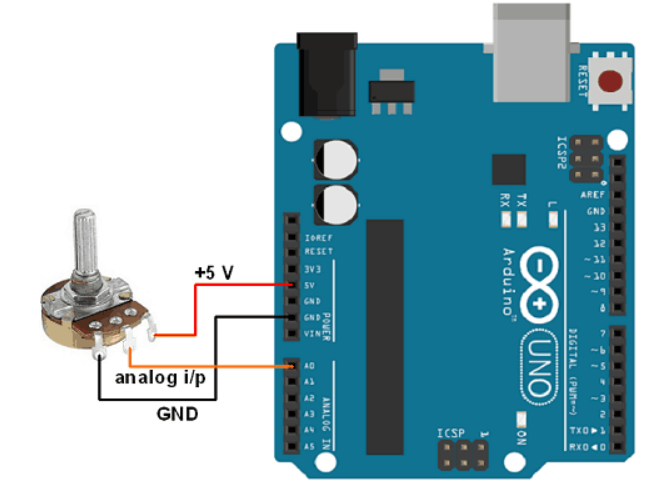 RESET
ICSP2
AREF
GND
13
12
~11
~10
~9
8
7
~6
~5
4
~3
2
TX0►1
RX0◄0
DIGITAL (PWM=~)
L
TX
RX
Arduino™
UNO
ON
ICSP
1
IOREF
RESET
3V3
5V
GND
GND
VIN
POWER
A0
A1
A2
A3
A4
A5
ANALOG IN
+5 V
analog i/p
GND